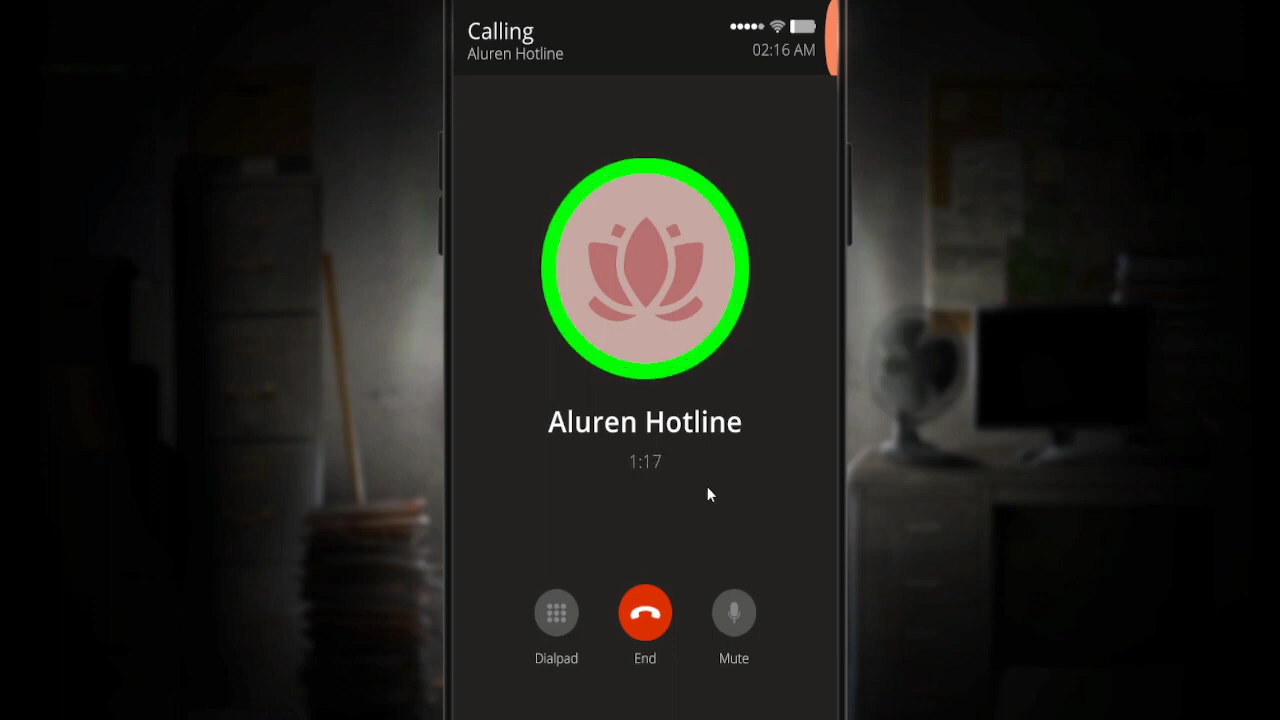 Calling
Aluren Hotline
02:16 AM
Aluren Hotline
1:17
Dialpad
End
Mute